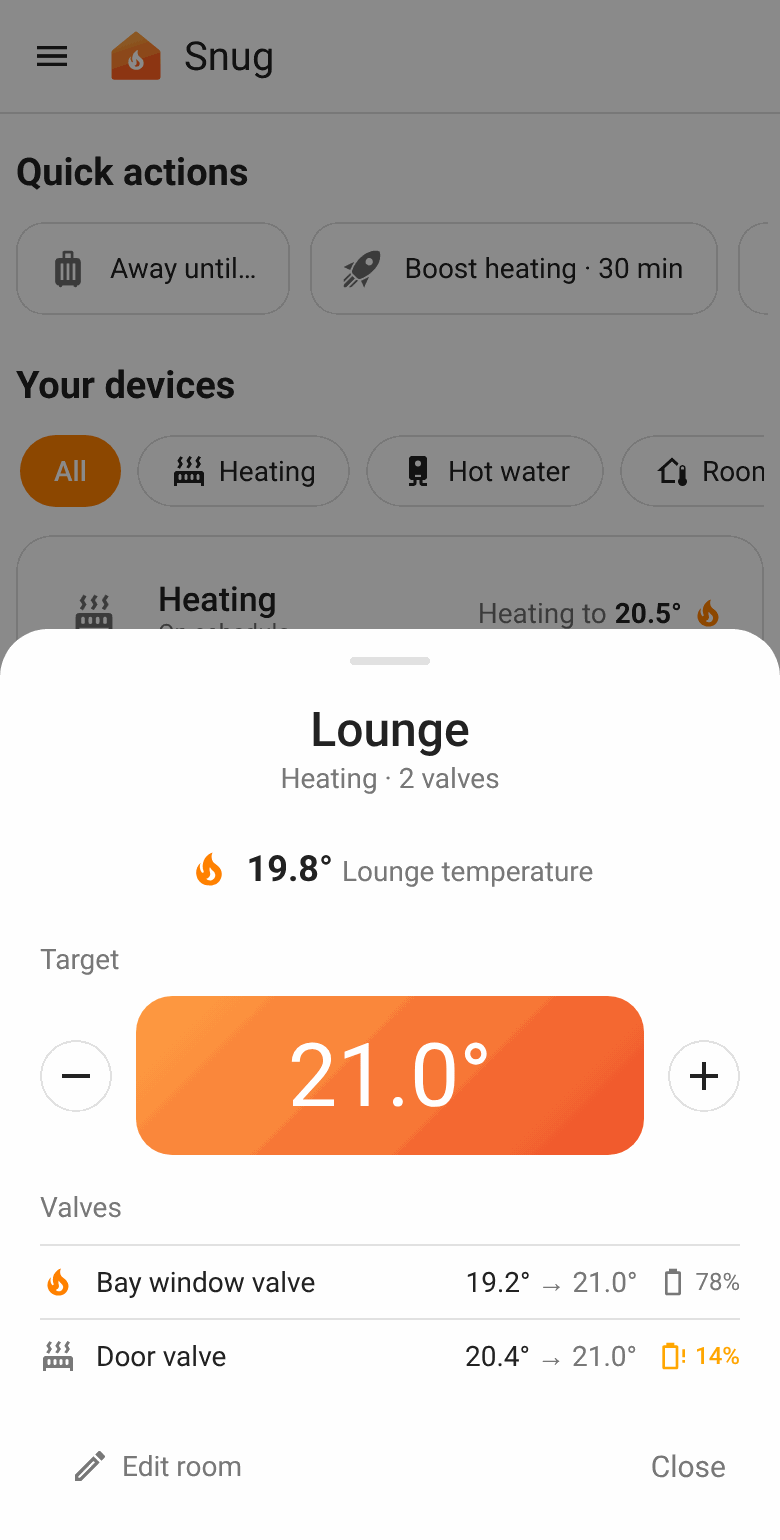 Snug
Quick actions
Away until…
Boost heating · 30 min
Your devices
All
Heating
Hot water
Heating
Heating to 20.5°
Lounge
Heating · 2 valves
19.8° Lounge temperature
Target
21.0°
Valves
Bay window valve 19.2° → 21.0° 78%
Door valve 20.4° → 21.0° 14%
Edit room
Close